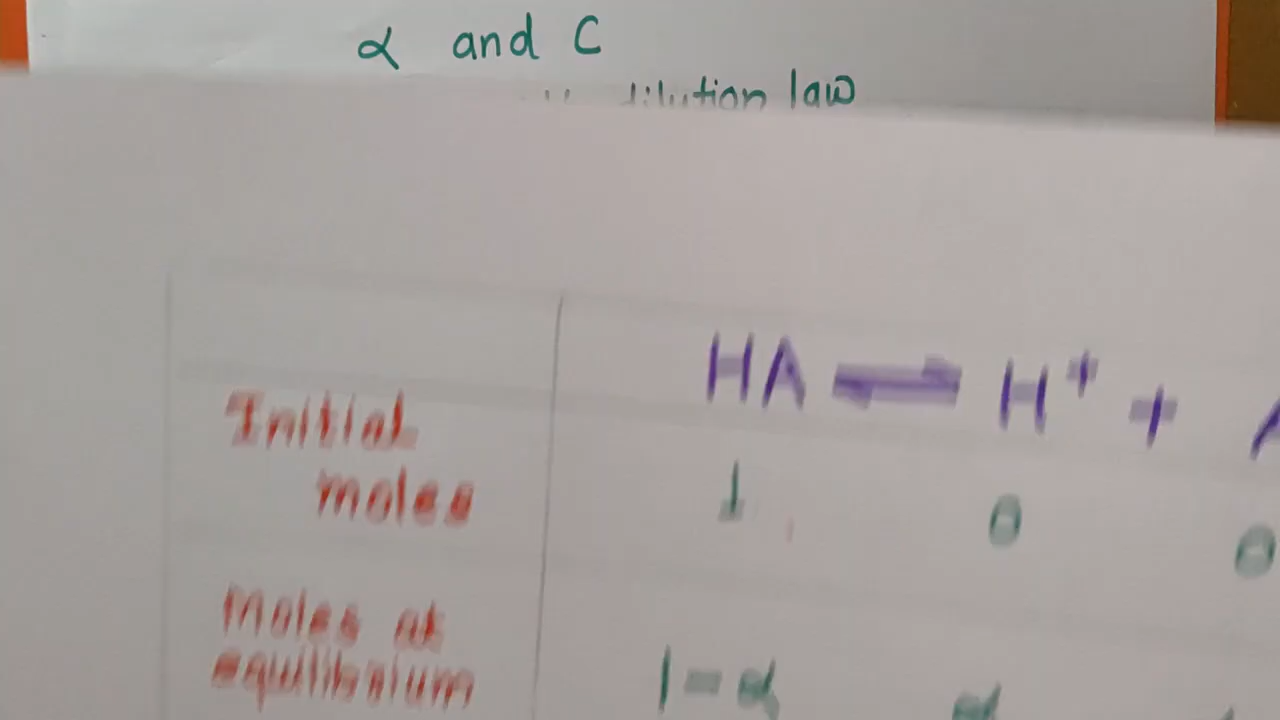 α and C
dilution law
HA ⇌ H⁺ +
Initial
moles
1 0 0
Moles at
equilibrium
1 - α α